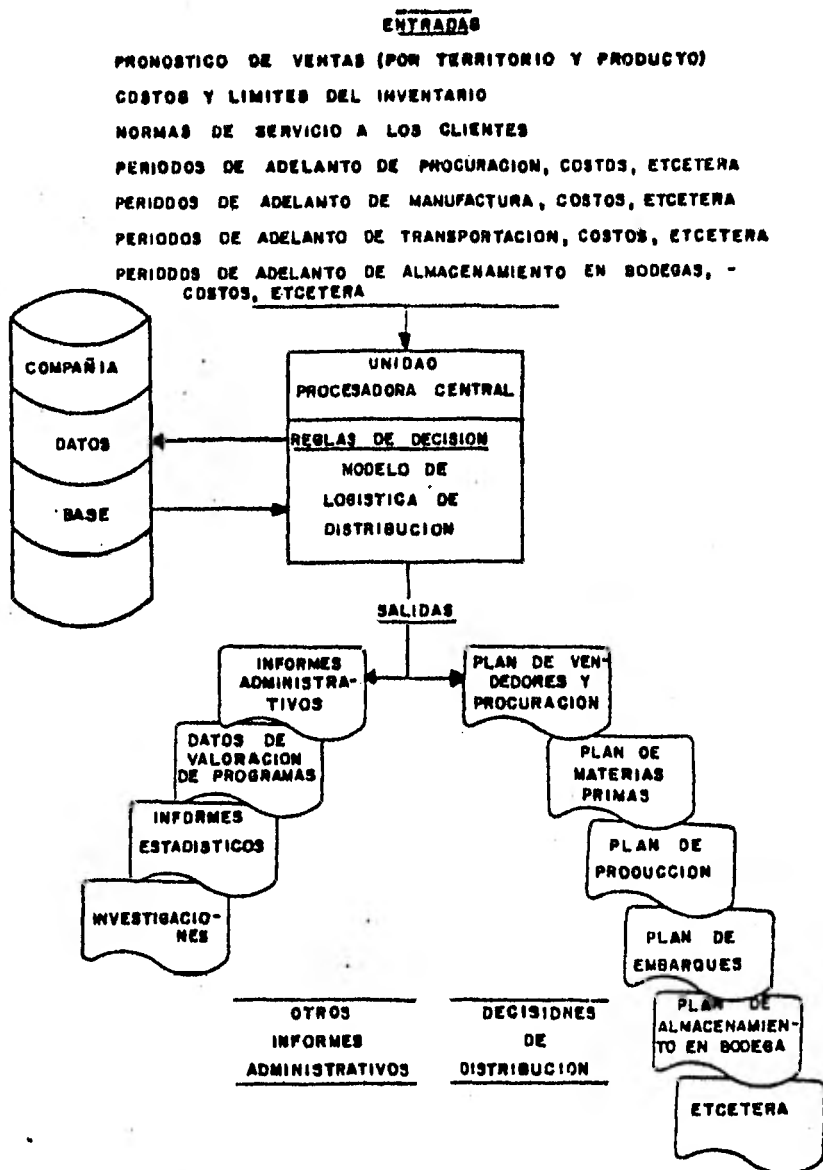 ENTRADAS
PRONOSTICO DE VENTAS (POR TERRITORIO Y PRODUCTO)
COSTOS Y LIMITES DEL INVENTARIO
NORMAS DE SERVICIO A LOS CLIENTES
PERIODOS DE ADELANTO DE PROCURACION, COSTOS, ETCETERA
PERIODOS DE ADELANTO DE MANUFACTURA, COSTOS, ETCETERA
PERIODOS DE ADELANTO DE TRANSPORTACION, COSTOS, ETCETERA
PERIODOS DE ADELANTO DE ALMACENAMIENTO EN BODEGAS, -
COSTOS, ETCETERA
COMPAÑIA
DATOS
BASE
UNIDAD
PROCESADORA CENTRAL
REGLAS DE DECISION
MODELO DE
LOGISTICA DE
DISTRIBUCION
SALIDAS
INFORMES
ADMINISTRA-
TIVOS
DATOS DE
VALORACION
DE PROGRAMAS
INFORMES
ESTADISTICOS
INVESTIGACIO-
NES
PLAN DE VEN-
DEDORES Y
PROCURACION
PLAN DE
MATERIAS
PRIMAS
PLAN DE
PRODUCCION
PLAN DE
EMBARQUES
PLAN DE
ALMACENAMIEN-
TO EN BODEGA
ETCETERA
OTROS
INFORMES
ADMINISTRATIVOS
DECISIONES
DE
DISTRIBUCION